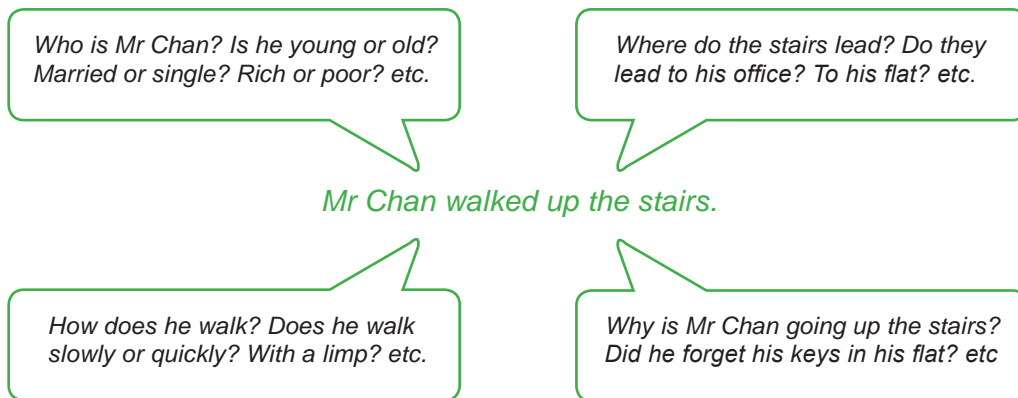 Who is Mr Chan? Is he young or old?
Married or single? Rich or poor? etc.
Where do the stairs lead? Do they
lead to his office? To his flat? etc.
Mr Chan walked up the stairs.
How does he walk? Does he walk
slowly or quickly? With a limp? etc.
Why is Mr Chan going up the stairs?
Did he forget his keys in his flat? etc